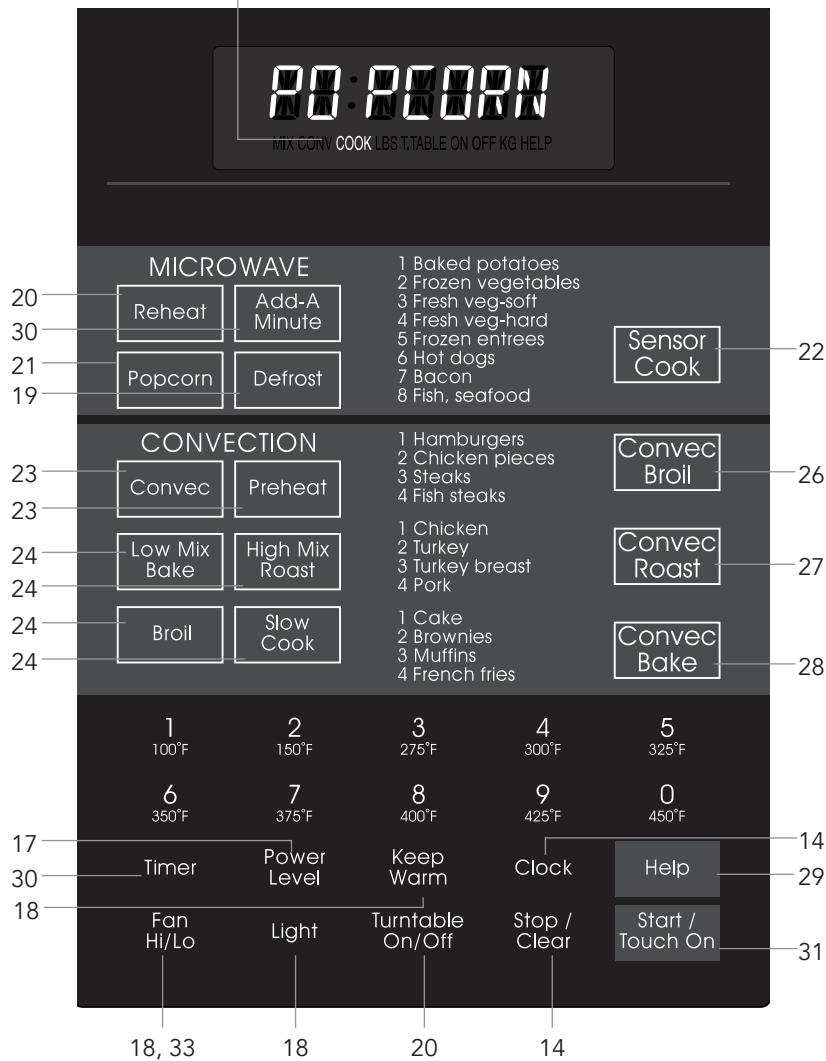 PO:PCORN
MIX CONV COOK LBS T.TABLE ON OFF KG HELP
MICROWAVE
20
Reheat
30
Add-A
Minute
21
Popcorn
19
Defrost
1 Baked potatoes
2 Frozen vegetables
3 Fresh veg-soft
4 Fresh veg-hard
5 Frozen entrees
6 Hot dogs
7 Bacon
8 Fish, seafood
Sensor
Cook
22
CONVECTION
23
Convec
23
Preheat
24
Low Mix
Bake
24
High Mix
Roast
24
Broil
24
Slow
Cook
1 Hamburgers
2 Chicken pieces
3 Steaks
4 Fish steaks
Convec
Broil
26
1 Chicken
2 Turkey
3 Turkey breast
4 Pork
Convec
Roast
27
1 Cake
2 Brownies
3 Muffins
4 French fries
Convec
Bake
28
1 2 3 4 5
100°F 150°F 275°F 300°F 325°F
6 7 8 9 0
350°F 375°F 400°F 425°F 450°F
17
30
18
Timer
Power
Level
Keep
Warm
Clock
Help
14
29
Fan
Hi/Lo
Light
Turntable
On/Off
Stop /
Clear
Start /
Touch On
31
18, 33 18 20 14